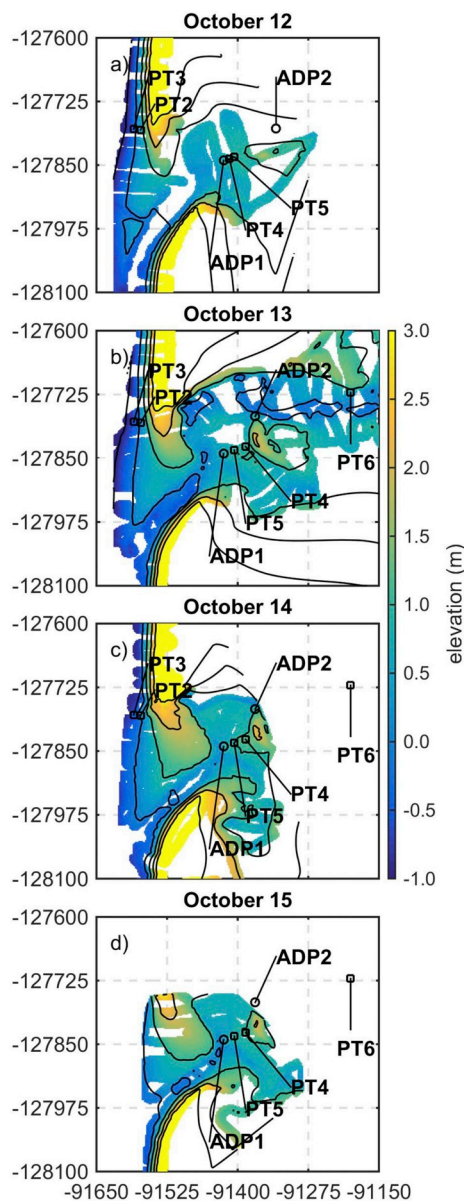 October 12
-127600
a)
PT3
ADP2
-127725
PT2
-127850
PT5
-127975
PT4
ADP1
-128100
October 13
-127600
3.0
b)
PT3
2.5
-127725
PT2
ADP2
2.0
-127850
PT6
1.5
PT4
-127975
PT5
1.0
ADP1
-128100
elevation (m)
October 14
0.5
-127600
c)
PT3
ADP2
0.0
-127725
PT2
-127850
PT6
-0.5
PT4
-127975
PT5
ADP1
-128100
-1.0
October 15
-127600
d)
ADP2
-127725
-127850
PT6
PT4
-127975
PT5
ADP1
-128100
-91650 -91525 -91400 -91275 -91150